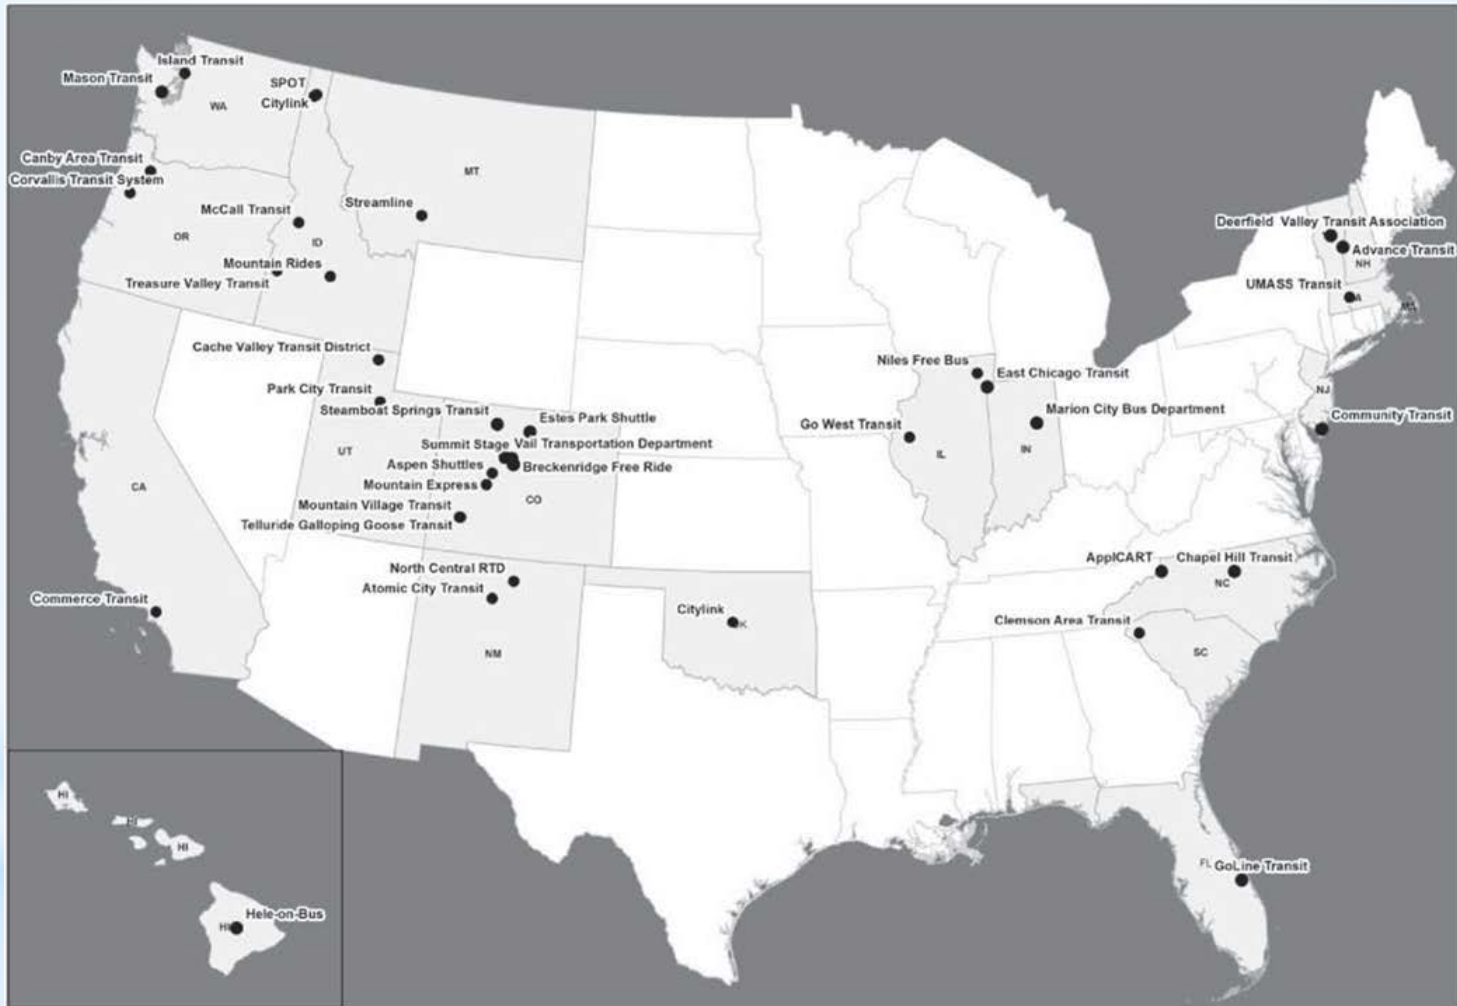 Island Transit
Mason Transit
SPOT
Citylink
WA
Canby Area Transit
Corvallis Transit System
MT
McCall Transit
Streamline
OR
ID
Mountain Rides
Treasure Valley Transit
Deerfield Valley Transit Association
Advance Transit
NH
UMASS Transit
Cache Valley Transit District
Niles Free Bus
East Chicago Transit
Park City Transit
NJ
Steamboat Springs Transit
Estes Park Shuttle
Marion City Bus Department
Community Transit
Go West Transit
Summit Stage
Vail Transportation Department
UT
IN
IL
Aspen Shuttles
Breckenridge Free Ride
CA
Mountain Express
CO
Mountain Village Transit
Telluride Galloping Goose Transit
ApplCART
Chapel Hill Transit
North Central RTD
NC
Atomic City Transit
Commerce Transit
Citylink
Clemson Area Transit
NM
SC
HI
HI
HI
FL
GoLine Transit
Hele-on-Bus
HI